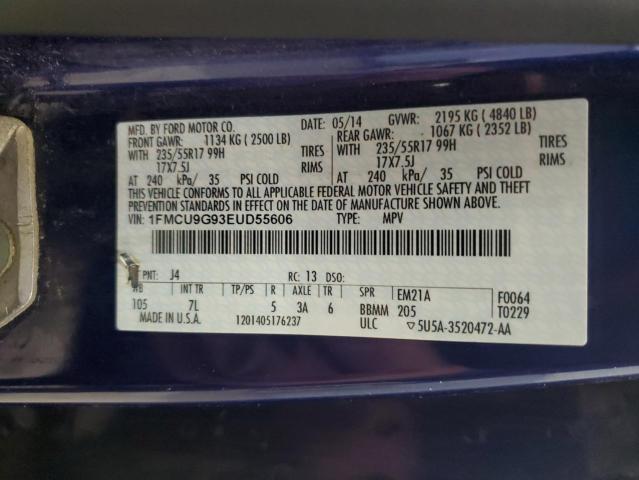 MFD. BY FORD MOTOR CO. DATE: 05/14 GVWR: 2195 KG ( 4840 LB)
FRONT GAWR: 1134 KG ( 2500 LB) REAR GAWR: 1067 KG ( 2352 LB)
WITH 235/55R17 99H TIRES WITH 235/55R17 99H TIRES
17X7.5J RIMS 17X7.5J RIMS
AT 240 kPa/ 35 PSI COLD AT 240 kPa/ 35 PSI COLD
THIS VEHICLE CONFORMS TO ALL APPLICABLE FEDERAL MOTOR VEHICLE SAFETY AND THEFT
PREVENTION STANDARDS IN EFFECT ON THE DATE OF MANUFACTURE SHOWN ABOVE.
VIN: 1FMCU9G93EUD55606 TYPE: MPV
EXT PNT: J4 RC: 13 DSO:
WB INT TR TP/PS R AXLE TR SPR EM21A F0064
105 7L 5 3A 6 BBMM 205 T0229
MADE IN U.S.A. 1201405176237 ULC ▽5U5A-3520472-AA